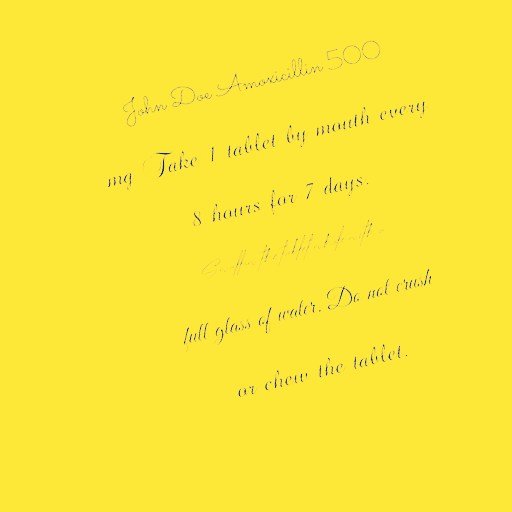 John Doe Amoxicillin 500
mg Take 1 tablet by mouth every
8 hours for 7 days.
full glass of water. Do not crush
or chew the tablet.